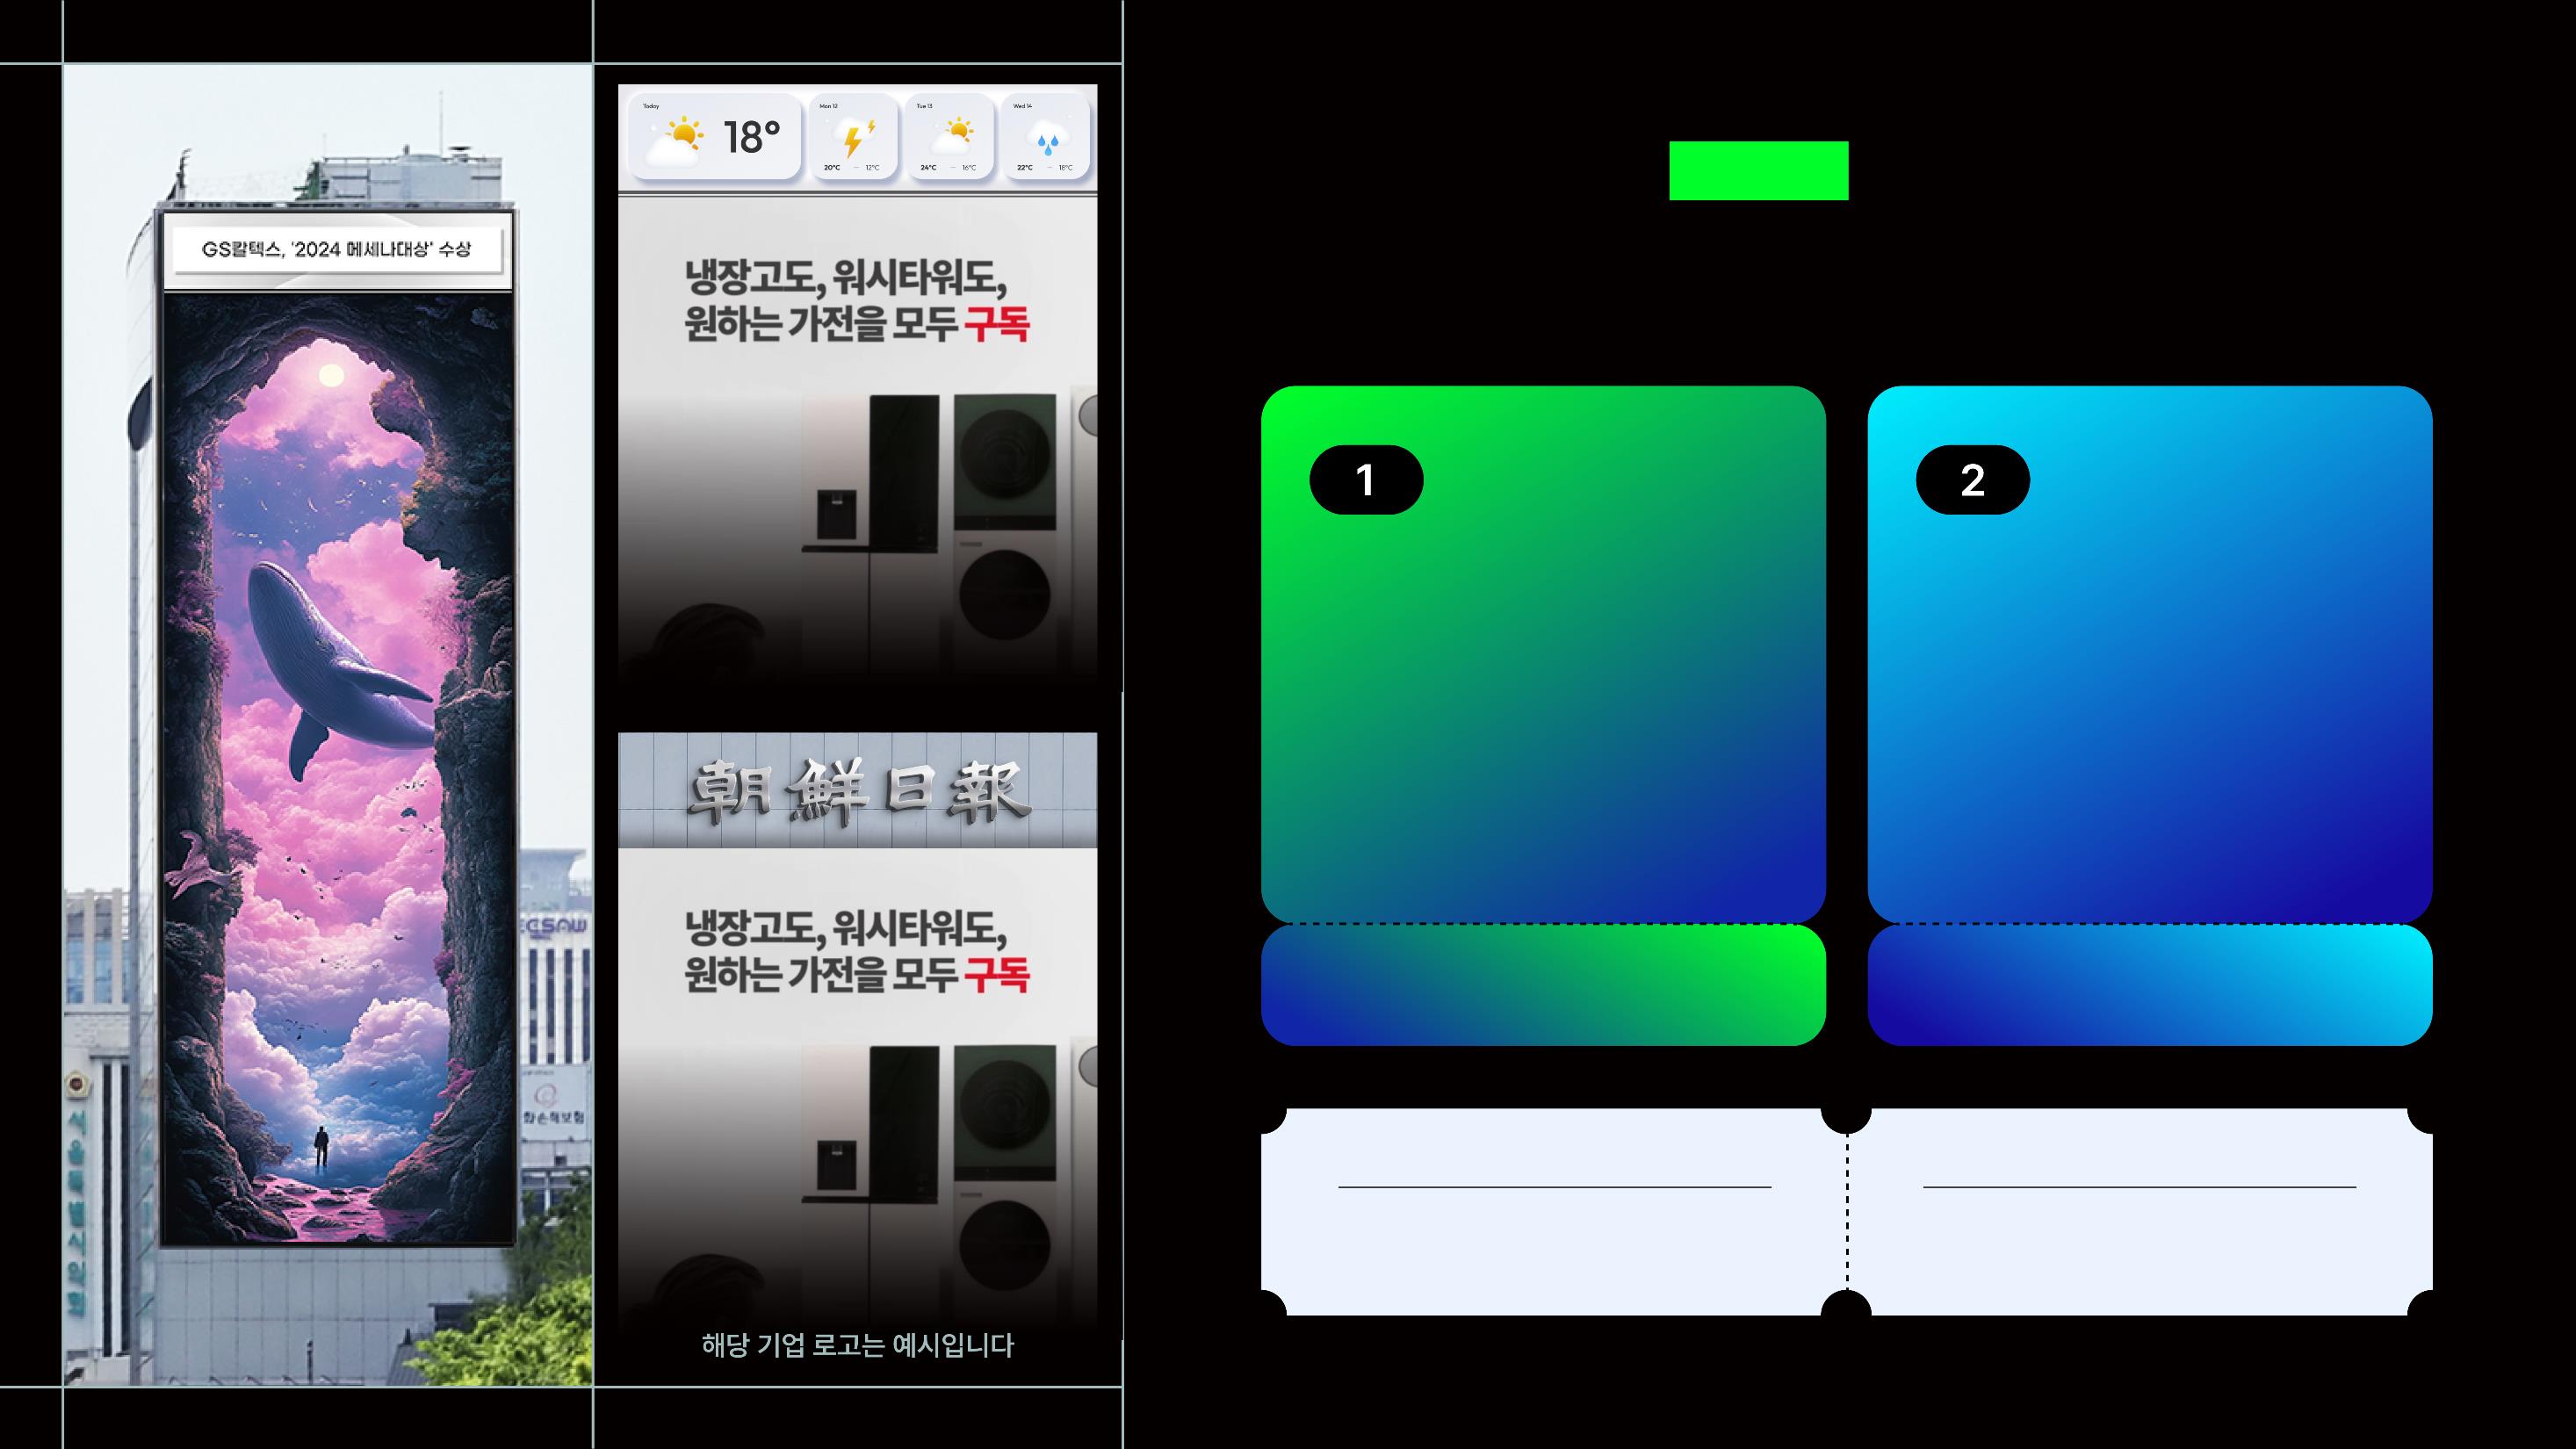 GS칼텍스, '2024 메세나대상' 수상
Today
18°
Mon 12
20°C — 12°C
Tue 13
24°C — 16°C
Wed 14
22°C — 18°C
냉장고도, 워시타워도,
원하는 가전을 모두 구독
朝鮮日報
냉장고도, 워시타워도,
원하는 가전을 모두 구독
해당 기업 로고는 예시입니다
1
2